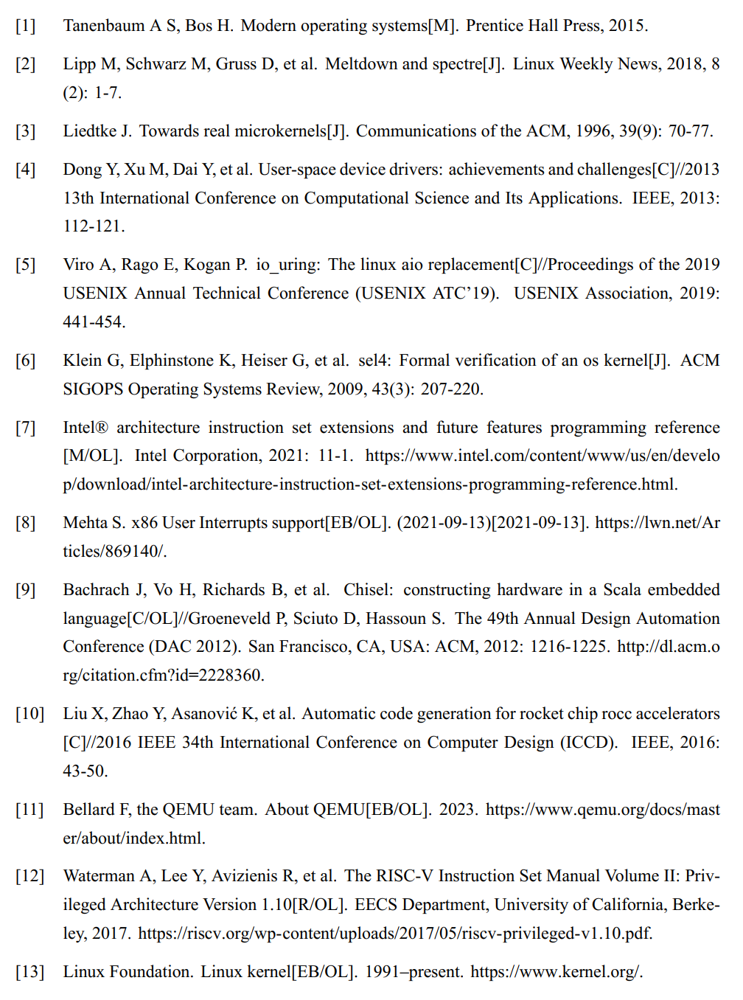 [1] Tanenbaum A S, Bos H. Modern operating systems[M]. Prentice Hall Press, 2015.
[2] Lipp M, Schwarz M, Gruss D, et al. Meltdown and spectre[J]. Linux Weekly News, 2018, 8
(2): 1-7.
[3] Liedtke J. Towards real microkernels[J]. Communications of the ACM, 1996, 39(9): 70-77.
[4] Dong Y, Xu M, Dai Y, et al. User-space device drivers: achievements and challenges[C]//2013
13th International Conference on Computational Science and Its Applications. IEEE, 2013:
112-121.
[5] Viro A, Rago E, Kogan P. io_uring: The linux aio replacement[C]//Proceedings of the 2019
USENIX Annual Technical Conference (USENIX ATC’19). USENIX Association, 2019:
441-454.
[6] Klein G, Elphinstone K, Heiser G, et al. sel4: Formal verification of an os kernel[J]. ACM
SIGOPS Operating Systems Review, 2009, 43(3): 207-220.
[7] Intel® architecture instruction set extensions and future features programming reference
[M/OL]. Intel Corporation, 2021: 11-1. https://www.intel.com/content/www/us/en/develo
p/download/intel-architecture-instruction-set-extensions-programming-reference.html.
[8] Mehta S. x86 User Interrupts support[EB/OL]. (2021-09-13)[2021-09-13]. https://lwn.net/Ar
ticles/869140/.
[9] Bachrach J, Vo H, Richards B, et al. Chisel: constructing hardware in a Scala embedded
language[C/OL]//Groeneveld P, Sciuto D, Hassoun S. The 49th Annual Design Automation
Conference (DAC 2012). San Francisco, CA, USA: ACM, 2012: 1216-1225. http://dl.acm.o
rg/citation.cfm?id=2228360.
[10] Liu X, Zhao Y, Asanović K, et al. Automatic code generation for rocket chip rocc accelerators
[C]//2016 IEEE 34th International Conference on Computer Design (ICCD). IEEE, 2016:
43-50.
[11] Bellard F, the QEMU team. About QEMU[EB/OL]. 2023. https://www.qemu.org/docs/mast
er/about/index.html.
[12] Waterman A, Lee Y, Avizienis R, et al. The RISC-V Instruction Set Manual Volume II: Priv-
ileged Architecture Version 1.10[R/OL]. EECS Department, University of California, Berke-
ley, 2017. https://riscv.org/wp-content/uploads/2017/05/riscv-privileged-v1.10.pdf.
[13] Linux Foundation. Linux kernel[EB/OL]. 1991–present. https://www.kernel.org/.